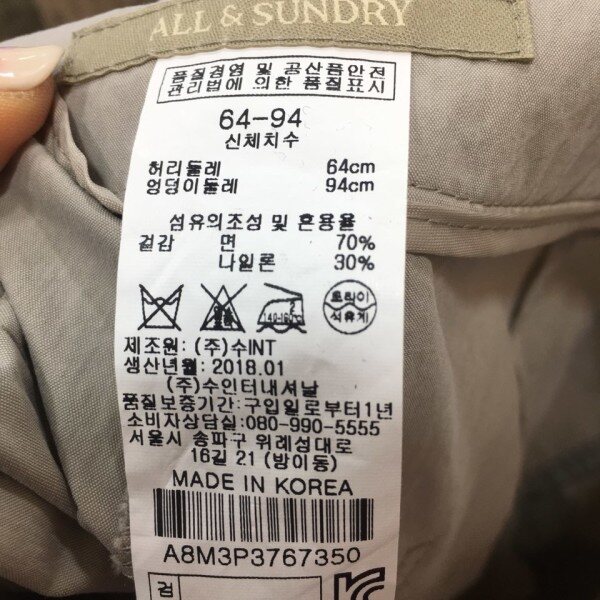 ALL & SUNDRY
품질경영 및 공산품안전
관리법에 의한 품질표시
64-94
신체치수
허리둘레 64cm
엉덩이둘레 94cm
섬유의조성 및 혼용율
겉감 면 70%
나일론 30%
2
140-160℃
드라이
석유계
제조원: (주)수INT
생산년월: 2018.01
(주)수인터내셔날
품질보증기간:구입일로부터1년
소비자상담실: 080-990-5555
서울시 송파구 위례성대로
16길 21 (방이동)
MADE IN KOREA
A8M3P3767350
검